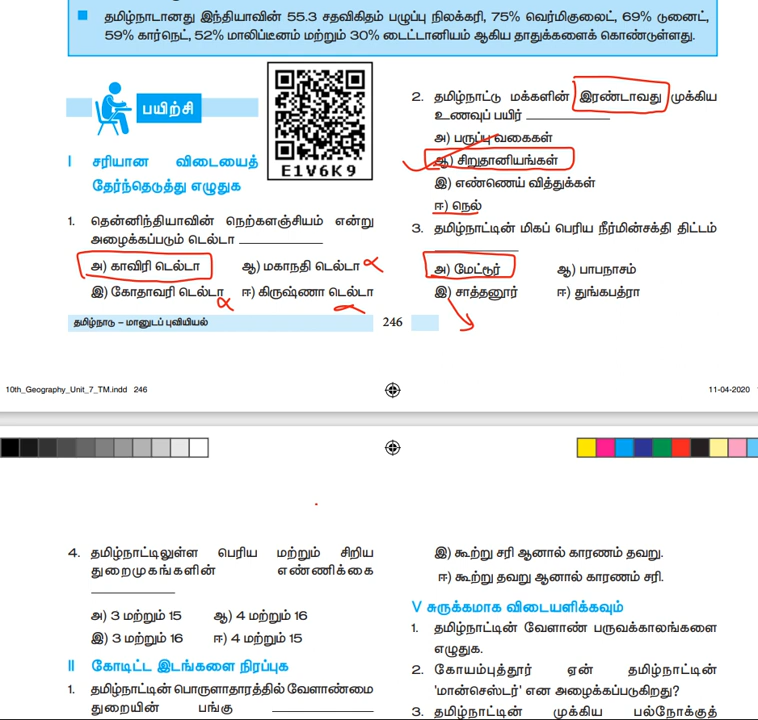 தமிழ்நாடானது இந்தியாவின் 55.3 சதவிகிதம் பழுப்பு நிலக்கரி, 75% வெர்மிகுலைட், 69% டுனைட்,
59% கார்நெட், 52% மாலிப்டீனம் மற்றும் 30% டைட்டானியம் ஆகிய தாதுக்களைக் கொண்டுள்ளது.
பயிற்சி
E1V6K9
I சரியான விடையைத்
தேர்ந்தெடுத்து எழுதுக
1. தென்னிந்தியாவின் நெற்களஞ்சியம் என்று
அழைக்கப்படும் டெல்டா ____________
அ) காவிரி டெல்டா ஆ) மகாநதி டெல்டா
இ) கோதாவரி டெல்டா ஈ) கிருஷ்ணா டெல்டா
2. தமிழ்நாட்டு மக்களின் இரண்டாவது முக்கிய
உணவுப் பயிர் ____________
அ) பருப்பு வகைகள்
ஆ) சிறுதானியங்கள்
இ) எண்ணெய் வித்துக்கள்
ஈ) நெல்
3. தமிழ்நாட்டின் மிகப் பெரிய நீர்மின்சக்தி திட்டம்
____________
அ) மேட்டூர் ஆ) பாபநாசம்
இ) சாத்தனூர் ஈ) துங்கபத்ரா
தமிழ்நாடு – மானுடப் புவியியல் 246
10th_Geography_Unit_7_TM.indd 246 11-04-2020
4. தமிழ்நாட்டிலுள்ள பெரிய மற்றும் சிறிய
துறைமுகங்களின் எண்ணிக்கை
____________
அ) 3 மற்றும் 15 ஆ) 4 மற்றும் 16
இ) 3 மற்றும் 16 ஈ) 4 மற்றும் 15
II கோடிட்ட இடங்களை நிரப்புக
1. தமிழ்நாட்டின் பொருளாதாரத்தில் வேளாண்மை
துறையின் பங்கு ____________
இ) கூற்று சரி ஆனால் காரணம் தவறு.
ஈ) கூற்று தவறு ஆனால் காரணம் சரி.
V சுருக்கமாக விடையளிக்கவும்
1. தமிழ்நாட்டின் வேளாண் பருவக்காலங்களை
எழுதுக.
2. கோயம்புத்தூர் ஏன் தமிழ்நாட்டின்
'மான்செஸ்டர்' என அழைக்கப்படுகிறது?
3. தமிழ்நாட்டின் முக்கிய பல்நோக்குத்